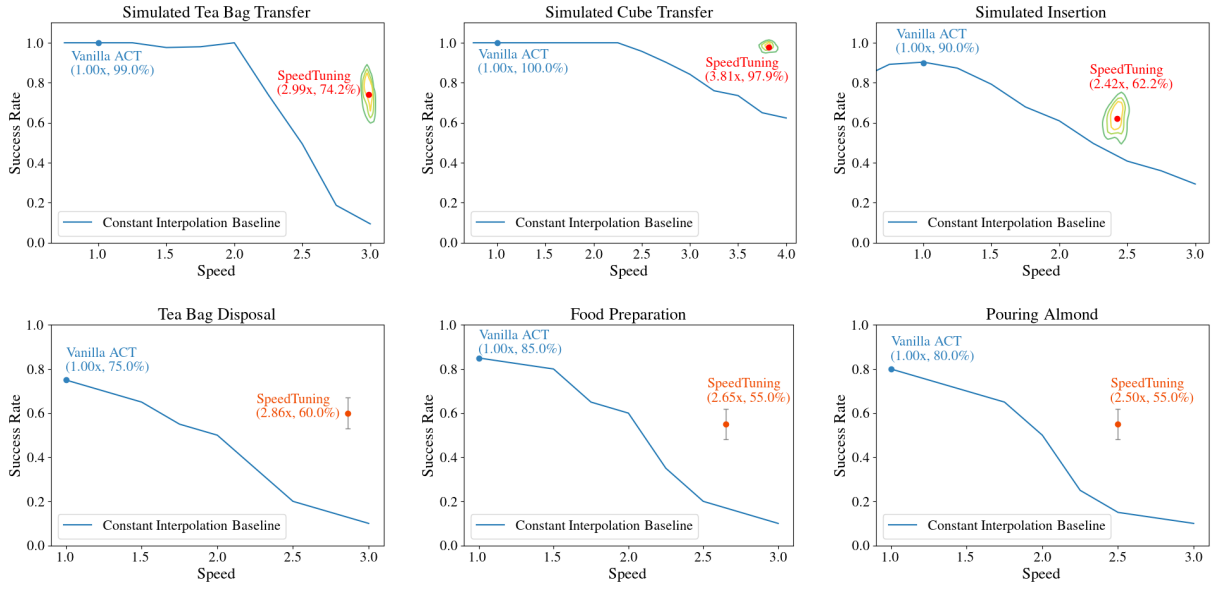 Simulated Tea Bag Transfer
Success Rate
1.0
0.8
0.6
0.4
0.2
0.0
Vanilla ACT
(1.00x, 99.0%)
SpeedTuning
(2.99x, 74.2%)
Constant Interpolation Baseline
1.0 1.5 2.0 2.5 3.0
Speed
Simulated Cube Transfer
Success Rate
1.0
0.8
0.6
0.4
0.2
0.0
Vanilla ACT
(1.00x, 100.0%)
SpeedTuning
(3.81x, 97.9%)
Constant Interpolation Baseline
1.0 1.5 2.0 2.5 3.0 3.5 4.0
Speed
Simulated Insertion
Success Rate
1.0
0.8
0.6
0.4
0.2
0.0
Vanilla ACT
(1.00x, 90.0%)
SpeedTuning
(2.42x, 62.2%)
Constant Interpolation Baseline
1.0 1.5 2.0 2.5 3.0
Speed
Tea Bag Disposal
Success Rate
1.0
0.8
0.6
0.4
0.2
0.0
Vanilla ACT
(1.00x, 75.0%)
SpeedTuning
(2.86x, 60.0%)
Constant Interpolation Baseline
1.0 1.5 2.0 2.5 3.0
Speed
Food Preparation
Success Rate
1.0
0.8
0.6
0.4
0.2
0.0
Vanilla ACT
(1.00x, 85.0%)
SpeedTuning
(2.65x, 55.0%)
Constant Interpolation Baseline
1.0 1.5 2.0 2.5 3.0
Speed
Pouring Almond
Success Rate
1.0
0.8
0.6
0.4
0.2
0.0
Vanilla ACT
(1.00x, 80.0%)
SpeedTuning
(2.50x, 55.0%)
Constant Interpolation Baseline
1.0 1.5 2.0 2.5 3.0
Speed